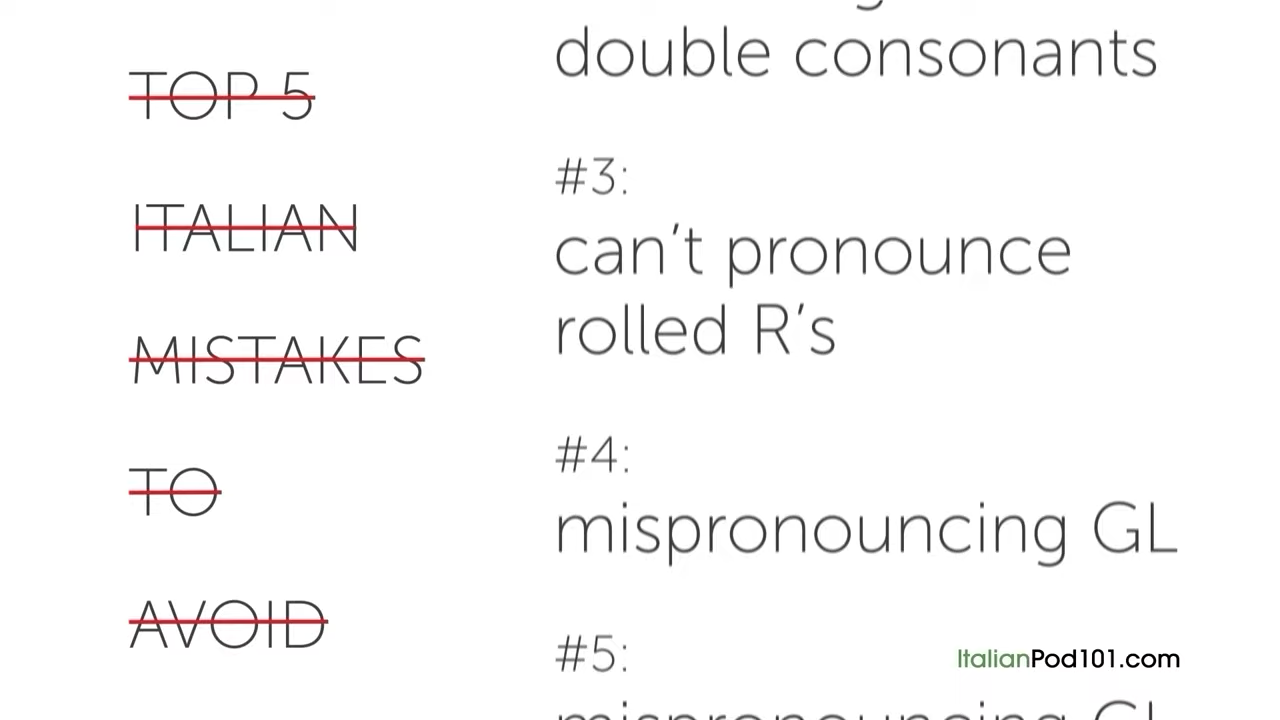 TOP 5
ITALIAN
MISTAKES
TO
AVOID
double consonants
#3:
can't pronounce
rolled R's
#4:
mispronouncing GL
#5:
ItalianPod101.com